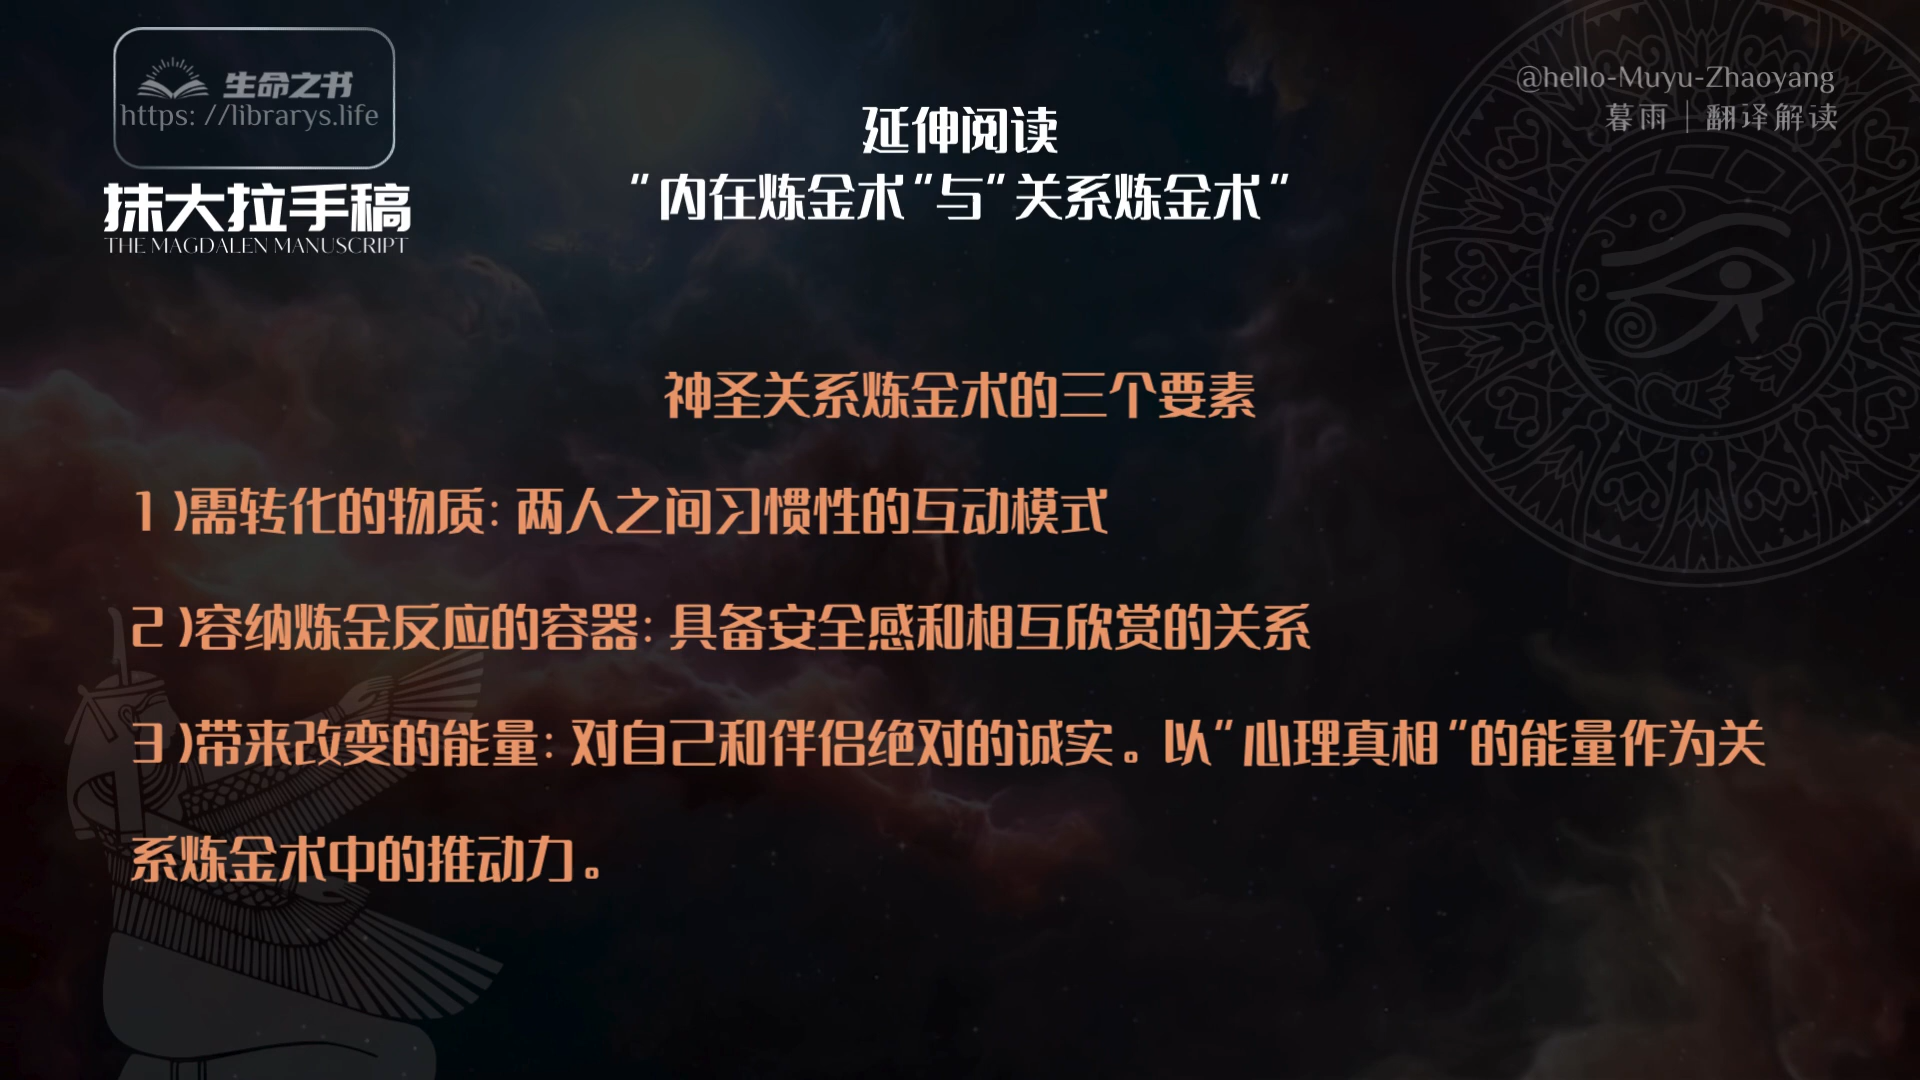 生命之书
https: //librarys.life
抹大拉手稿
THE MAGDALEN MANUSCRIPT
@hello-Muyu-Zhaoyang
暮雨｜翻译解读
延伸阅读
"内在炼金术"与"关系炼金术"
神圣关系炼金术的三个要素
1)需转化的物质: 两人之间习惯性的互动模式
2)容纳炼金反应的容器: 具备安全感和相互欣赏的关系
3)带来改变的能量: 对自己和伴侣绝对的诚实。以"心理真相"的能量作为关
系炼金术中的推动力。